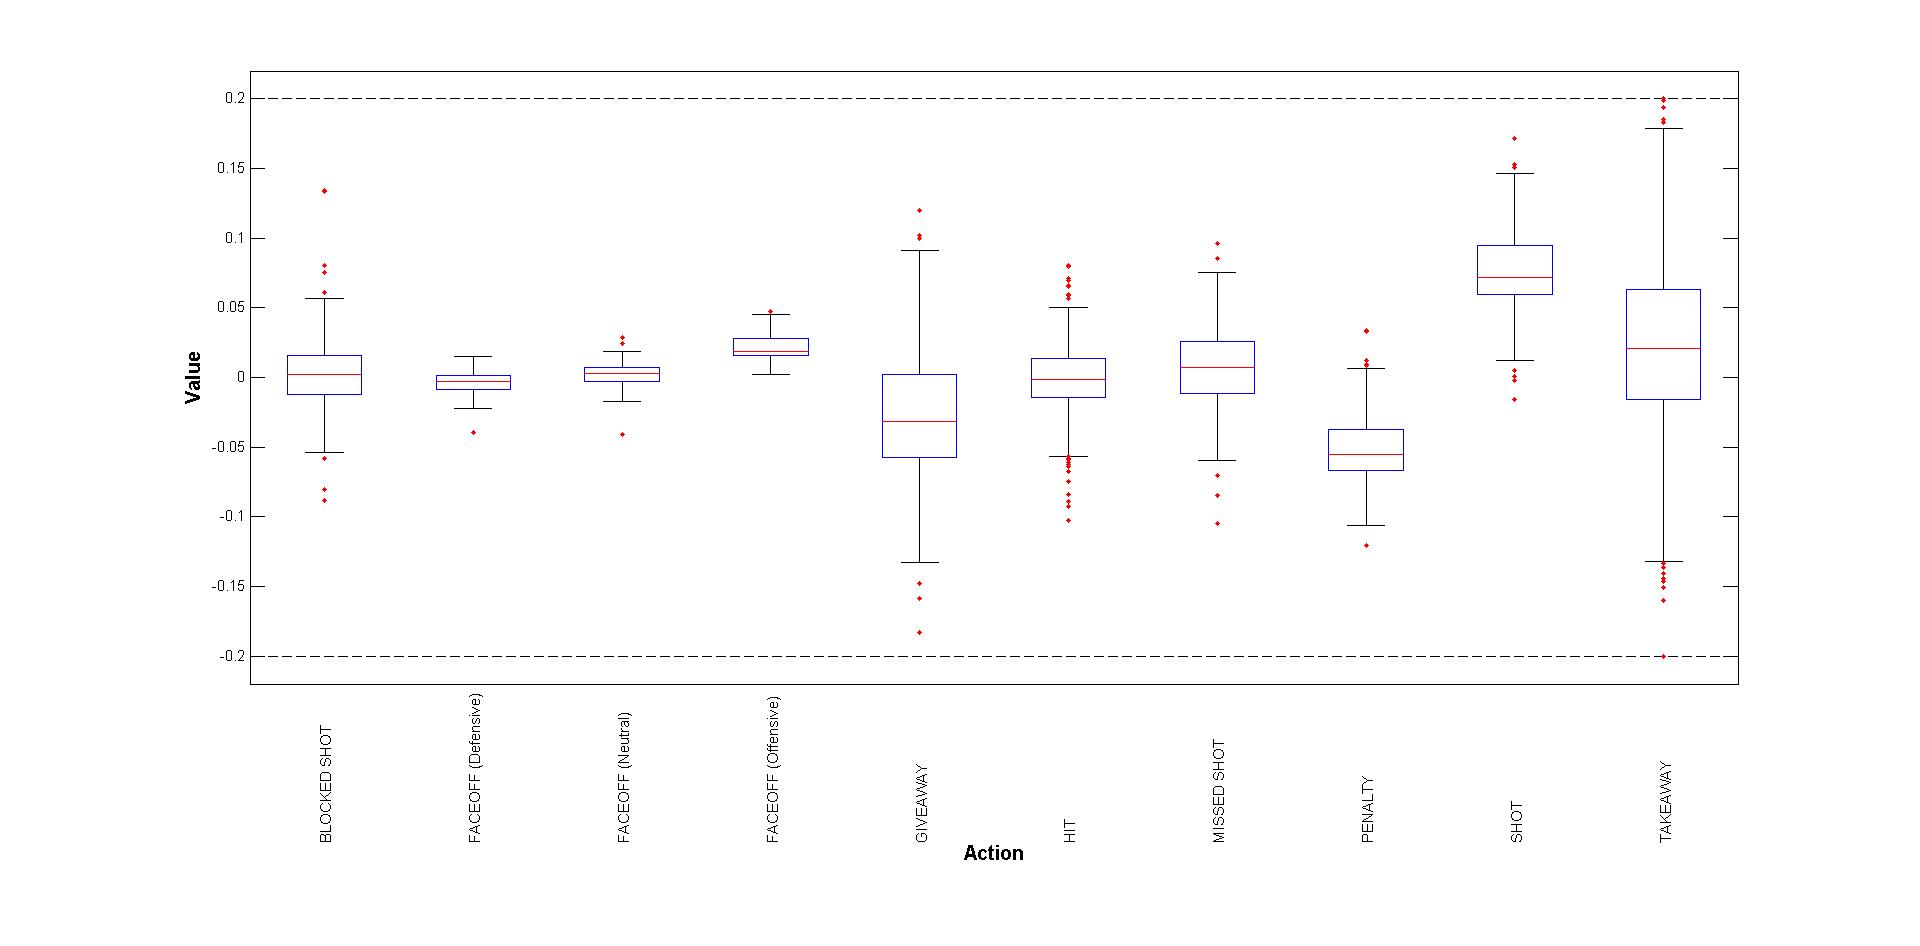 Value
0.2
0.15
0.1
0.05
0
-0.05
-0.1
-0.15
-0.2
BLOCKED SHOT
FACEOFF (Defensive)
FACEOFF (Neutral)
FACEOFF (Offensive)
GIVEAWAY
HIT
MISSED SHOT
PENALTY
SHOT
TAKEAWAY
Action